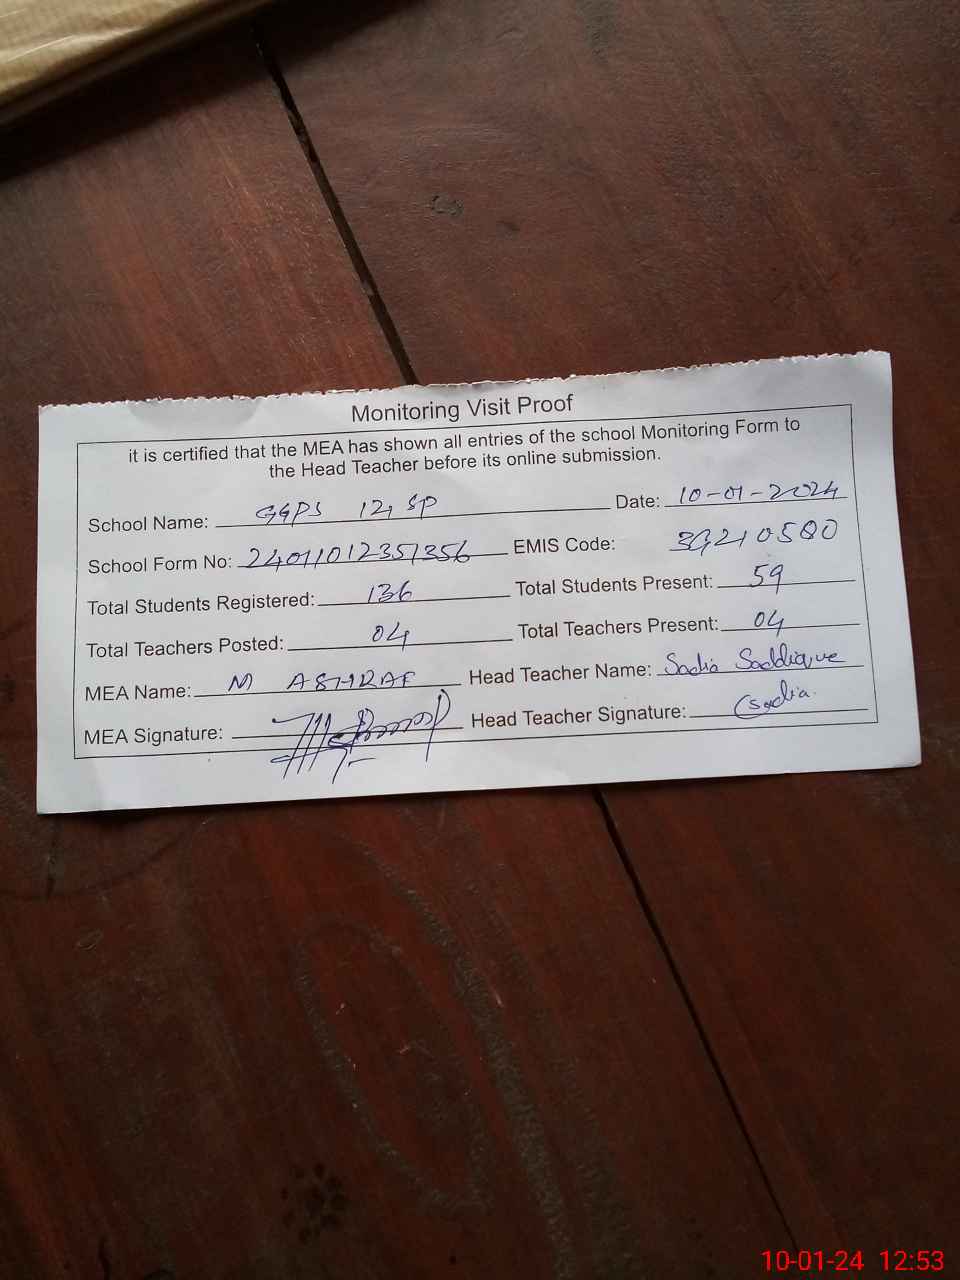 Monitoring Visit Proof
it is certified that the MEA has shown all entries of the school Monitoring Form to
the Head Teacher before its online submission.
School Name: GGPS 12, SP Date: 10-01-2024
School Form No: 24011012351356 EMIS Code: 39210580
Total Students Registered: 136 Total Students Present: 59
Total Teachers Posted: 04 Total Teachers Present: 04
MEA Name: M ASHRAF Head Teacher Name: Sadia Saddique
MEA Signature: Head Teacher Signature: Sadia.
10-01-24 12:53